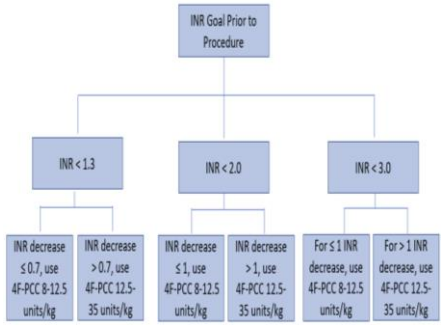 INR Goal Prior to
Procedure
INR < 1.3
INR < 2.0
INR < 3.0
INR decrease
≤ 0.7, use
4F-PCC 8-12.5
units/kg
INR decrease
> 0.7, use
4F-PCC 12.5-
35 units/kg
INR decrease
≤ 1, use
4F-PCC 8-12.5
units/kg
INR decrease
> 1, use
4F-PCC 12.5-
35 units/kg
For ≤ 1 INR
decrease, use
4F-PCC 8-12.5
units/kg
For > 1 INR
decrease, use
4F-PCC 12.5-
35 units/kg